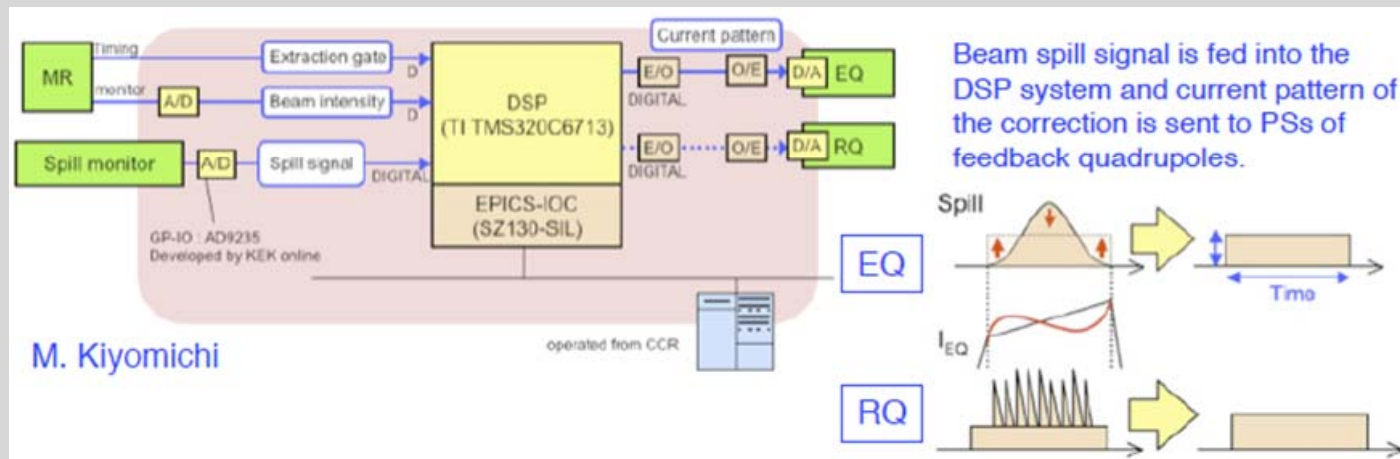 Current pattern
MR
Timing
Extraction gate
D
monitor
A/D
Beam intensity
D
Spill monitor
A/D
Spill signal
DIGITAL
DSP
(TI TMS320C6713)
EPICS-IOC
(SZ130-SIL)
E/O
O/E
D/A
EQ
DIGITAL
E/O
O/E
D/A
RQ
DIGITAL
GP-IO : AD9235
Developed by KEK online
operated from CCR
M. Kiyomichi
Beam spill signal is fed into the
DSP system and current pattern of
the correction is sent to PSs of
feedback quadrupoles.
EQ
Spill
Time
IEQ
RQ